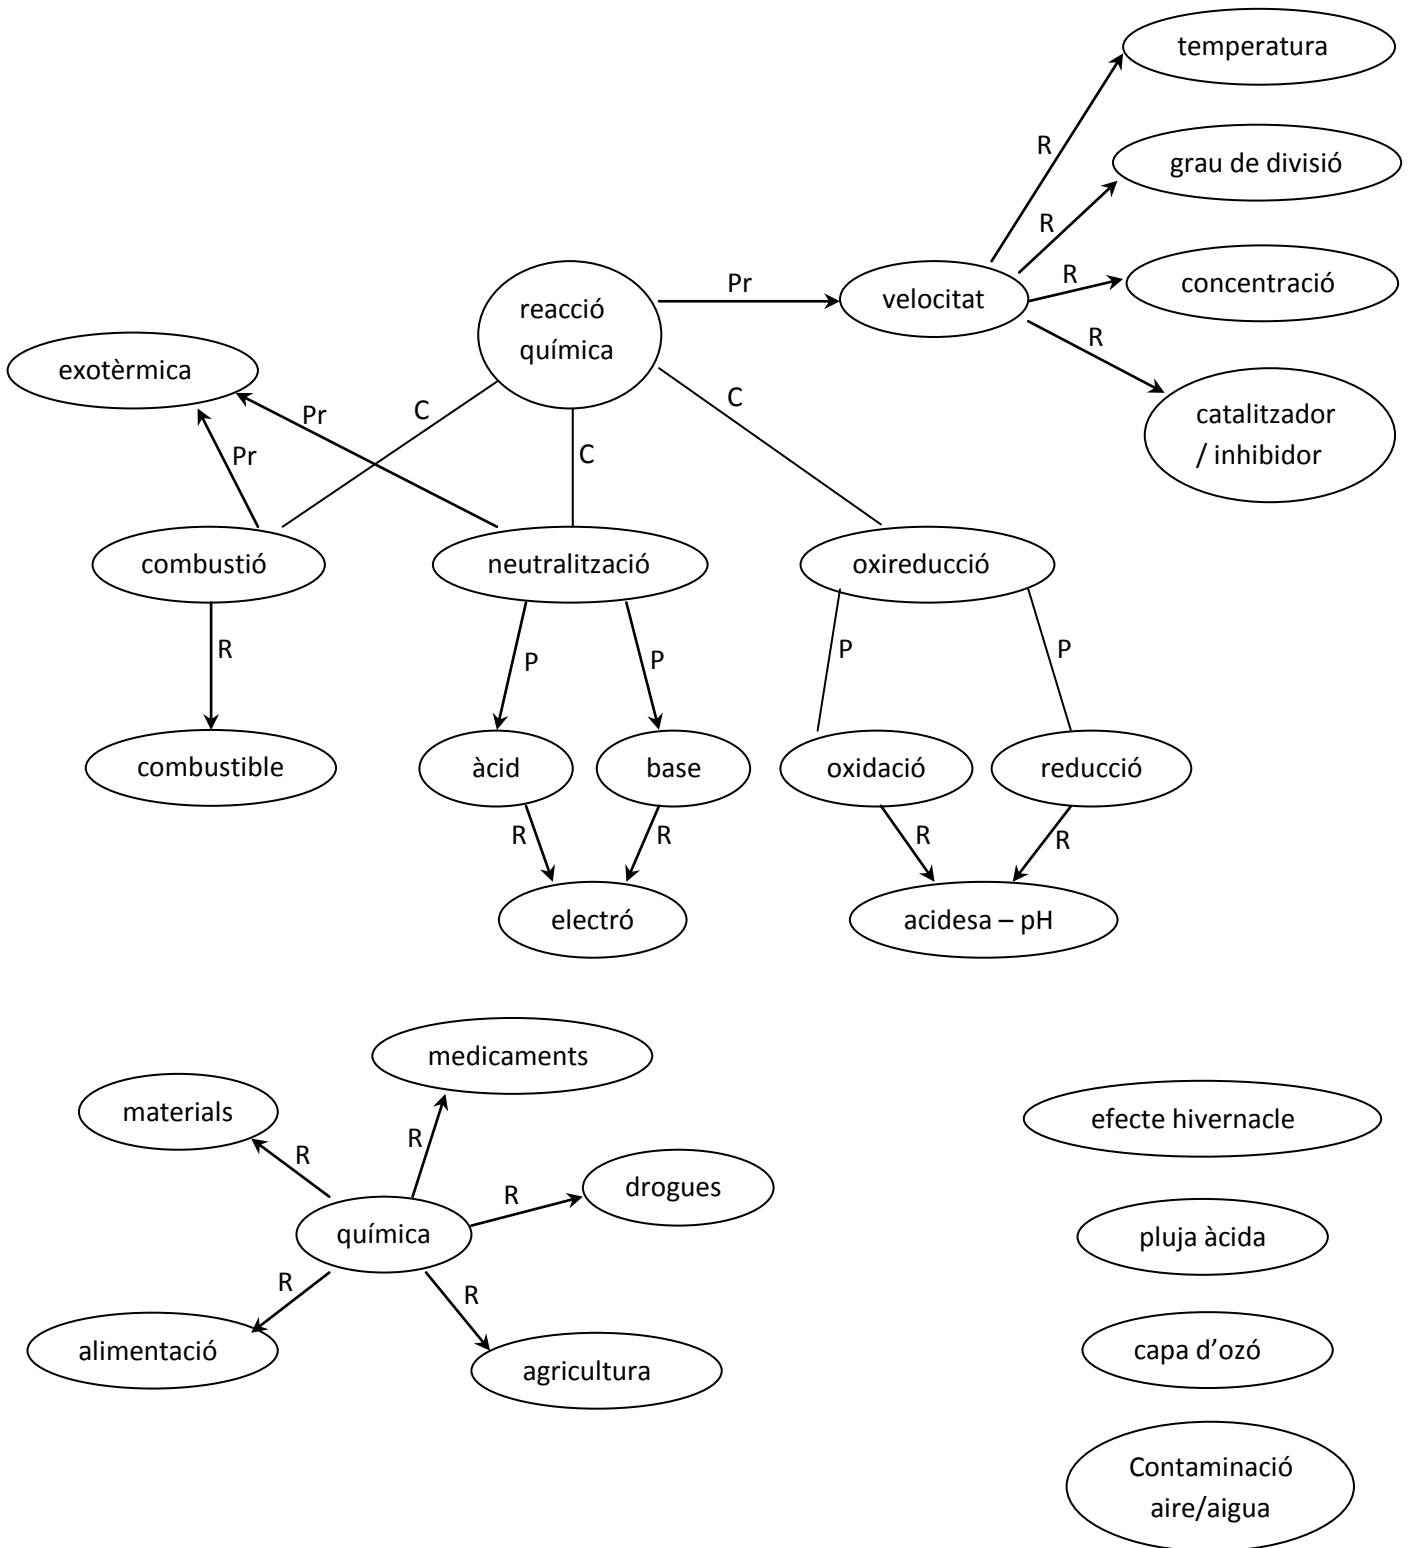 temperatura
R
grau de divisió
R
reacció
química
Pr
velocitat
R
concentració
R
catalitzador
/ inhibidor
exotèrmica
Pr
Pr
C
C
C
combustió
neutralització
oxireducció
R
P
P
P
P
combustible
àcid
base
oxidació
reducció
R
R
R
R
electró
acidesa – pH
medicaments
materials
R
R
R
drogues
química
R
R
alimentació
agricultura
efecte hivernacle
pluja àcida
capa d’ozó
Contaminació
aire/aigua